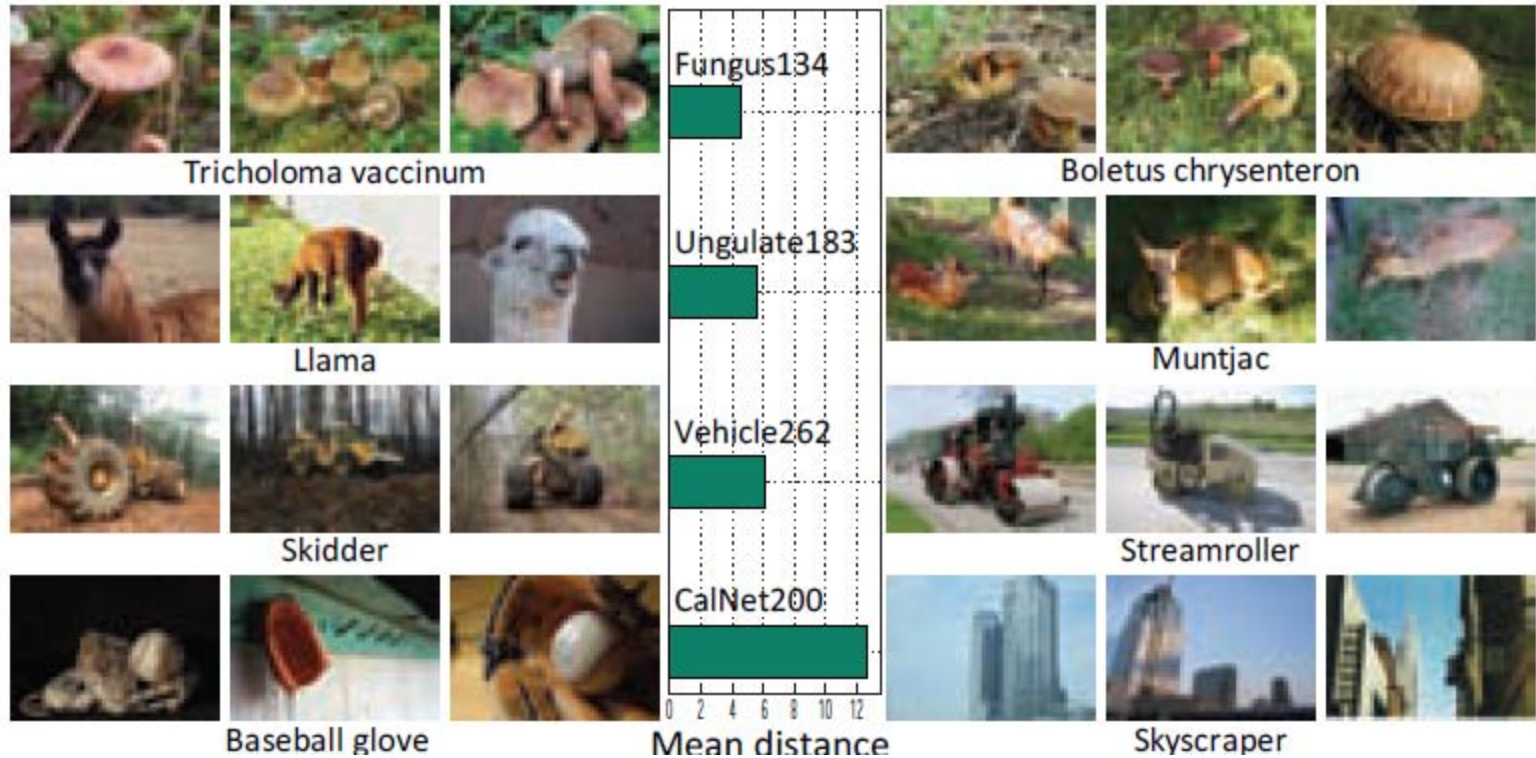 Fungus134
Tricholoma vaccinum
Boletus chrysenteron
Ungulate183
Llama
Muntjac
Vehicle262
Skidder
Streamroller
CalNet200
0 2 4 6 8 10 12
Baseball glove
Mean distance
Skyscraper